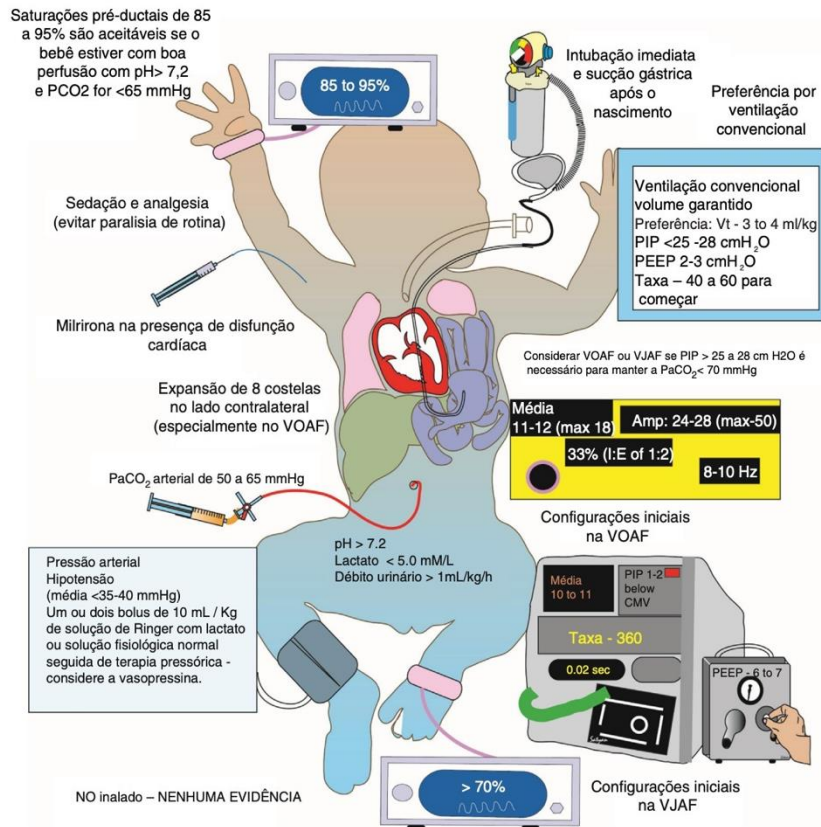 Saturações pré-ductais de 85
a 95% são aceitáveis se o
bebê estiver com boa
perfusão com pH> 7,2
e PCO2 for <65 mmHg
85 to 95%
Intubação imediata
e sucção gástrica
após o
nascimento
Preferência por
ventilação
convencional
Ventilação convencional
volume garantido
Preferência: Vt - 3 to 4 ml/kg
PIP <25 -28 cmH₂O
PEEP 2-3 cmH₂O
Taxa – 40 a 60 para
começar
Sedação e analgesia
(evitar paralisia de rotina)
Milrirona na presença de disfunção
cardíaca
Considerar VOAF ou VJAF se PIP > 25 a 28 cm H2O é
necessário para manter a PaCO₂< 70 mmHg
Expansão de 8 costelas
no lado contralateral
(especialmente no VOAF)
Média
11-12 (max 18)
Amp: 24-28 (max-50)
33% (I:E of 1:2)
8-10 Hz
Configurações iniciais
na VOAF
PaCO₂ arterial de 50 a 65 mmHg
pH > 7.2
Lactato < 5.0 mM/L
Débito urinário > 1mL/kg/h
Pressão arterial
Hipotensão
(média <35-40 mmHg)
Um ou dois bolus de 10 mL / Kg
de solução de Ringer com lactato
ou solução fisiológica normal
seguida de terapia pressórica -
considere a vasopressina.
Média
10 to 11
PIP 1-2
below
CMV
Taxa - 360
0.02 sec
PEEP - 6 to 7
Configurações iniciais
na VJAF
> 70%
NO inalado – NENHUMA EVIDÊNCIA